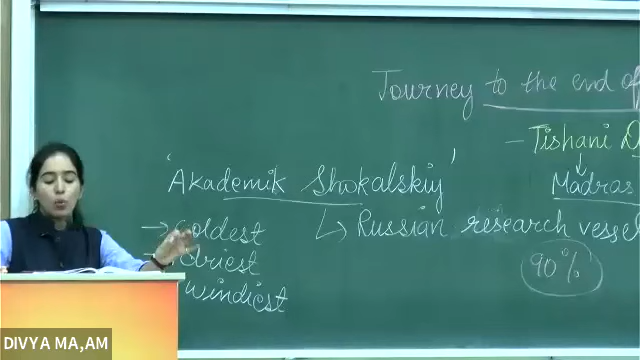 Journey to the end of
- Tishani D
'Akademik Shokalskiy'
Madras
→ Coldest
↳ Russian research vessel
→ driest
90%
windiest
DIVYA MA,AM